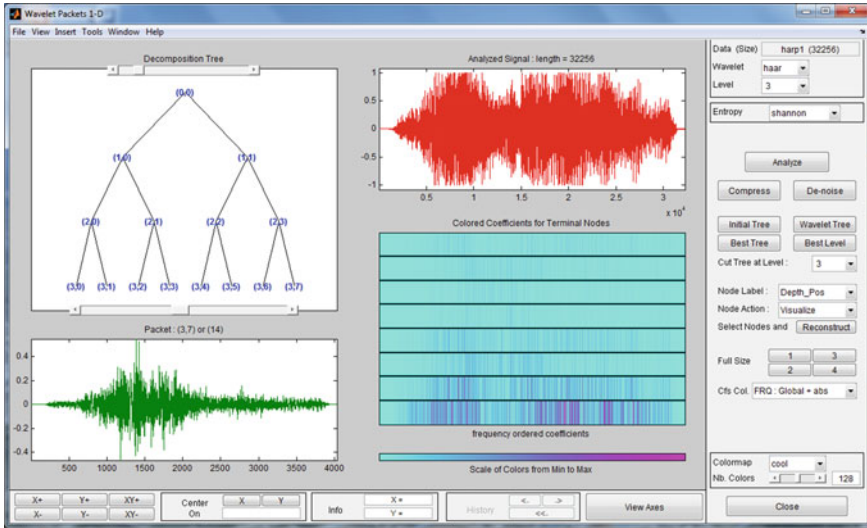 Wavelet Packets 1-D
File View Insert Tools Window Help
Decomposition Tree
(0,0)
(1,0) (1,1)
(2,0) (2,1) (2,2) (2,3)
(3,0) (3,1) (3,2) (3,3) (3,4) (3,5) (3,6) (3,7)
Packet : (3,7) or (14)
0.4
0.2
0
-0.2
-0.4
500 1000 1500 2000 2500 3000 3500 4000
Analyzed Signal : length = 32256
1
0.5
0
-0.5
-1
0.5 1 1.5 2 2.5 3
x 10⁴
Colored Coefficients for Terminal Nodes
frequency ordered coefficients
Scale of Colors from Min to Max
Data (Size) harp1 (32256)
Wavelet haar
Level 3
Entropy shannon
Analyze
Compress De-noise
Initial Tree Wavelet Tree
Best Tree Best Level
Cut Tree at Level : 3
Node Label : Depth_Pos
Node Action : Visualize
Select Nodes and Reconstruct
Full Size 1 3
2 4
Cfs Col. FRQ : Global + abs
Colormap cool
Nb. Colors 128
Close
X+ Y+ XY+
X- Y- XY-
Center On X Y
Info X =
Y =
History <- ->
<<-
View Axes